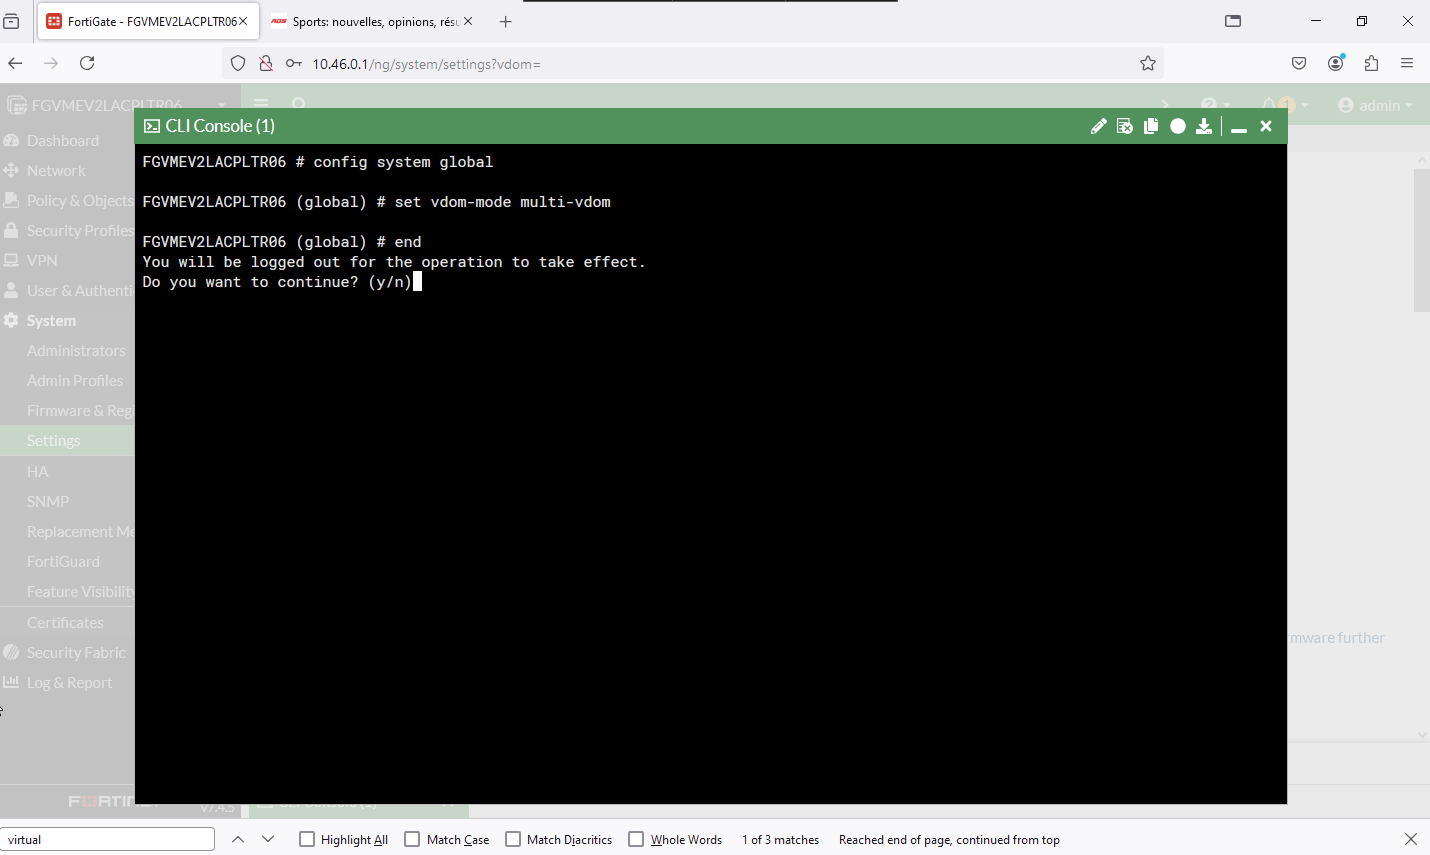 FortiGate - FGVMEV2LACPLTR06
Sports: nouvelles, opinions, résu
10.46.0.1/ng/system/settings?vdom=
FGVMEV2LACPLTR06
1
admin
CLI Console (1)
Dashboard
Network
Policy & Objects
Security Profiles
VPN
User & Authenti
System
Administrators
Admin Profiles
Firmware & Reg
Settings
HA
SNMP
Replacement Me
FortiGuard
Feature Visibility
Certificates
Security Fabric
Log & Report
FGVMEV2LACPLTR06 # config system global
FGVMEV2LACPLTR06 (global) # set vdom-mode multi-vdom
FGVMEV2LACPLTR06 (global) # end
You will be logged out for the operation to take effect.
Do you want to continue? (y/n)
rmware further
virtual
Highlight All
Match Case
Match Diacritics
Whole Words
1 of 3 matches
Reached end of page, continued from top